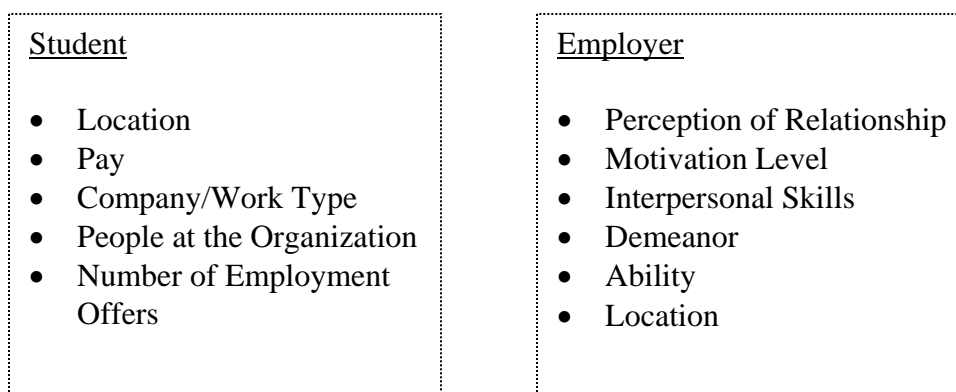 Student
• Location
• Pay
• Company/Work Type
• People at the Organization
• Number of Employment
Offers
Employer
• Perception of Relationship
• Motivation Level
• Interpersonal Skills
• Demeanor
• Ability
• Location